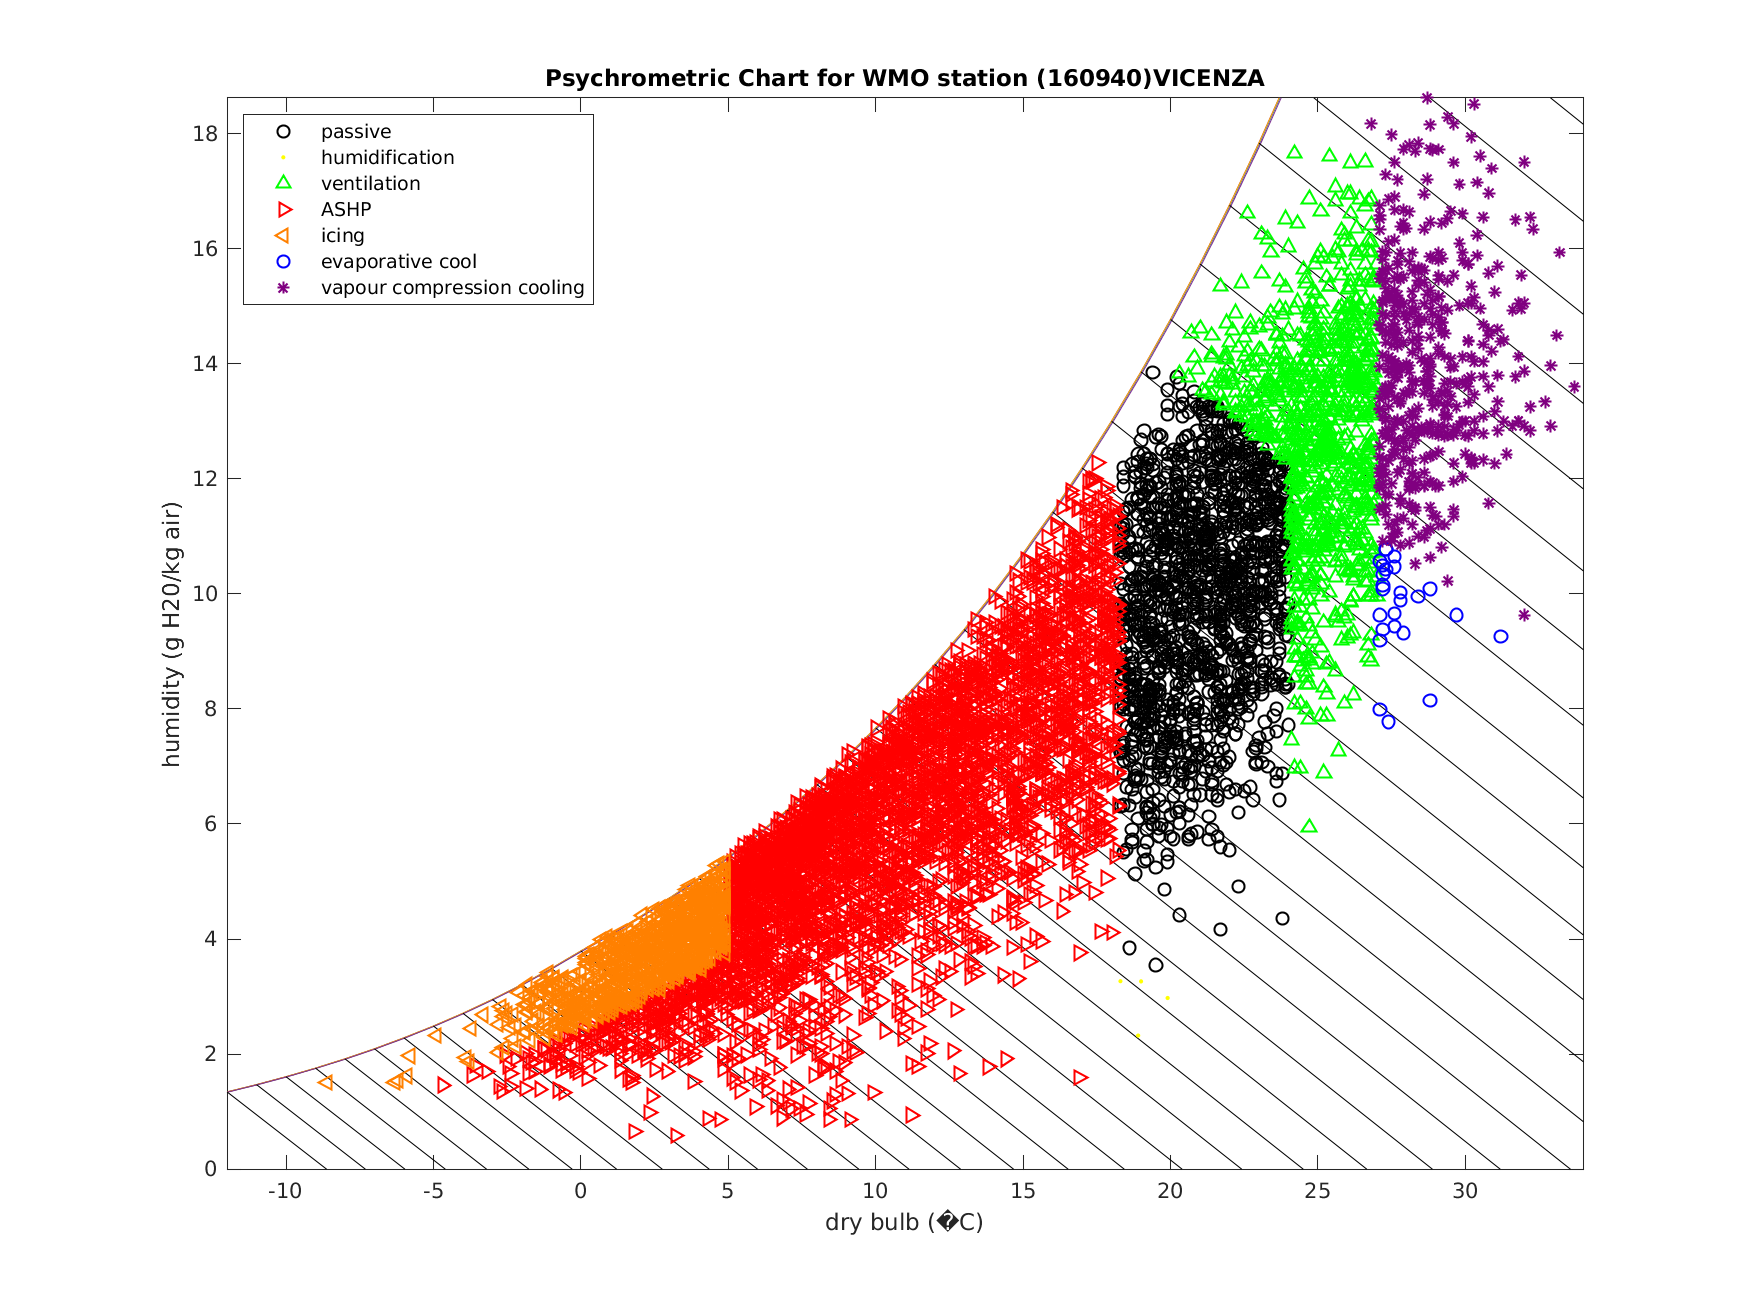 Psychrometric Chart for WMO station (160940)VICENZA
passive
humidification
ventilation
ASHP
icing
evaporative cool
vapour compression cooling
humidity (g H20/kg air)
18
16
14
12
10
8
6
4
2
0
-10 -5 0 5 10 15 20 25 30
dry bulb (�C)